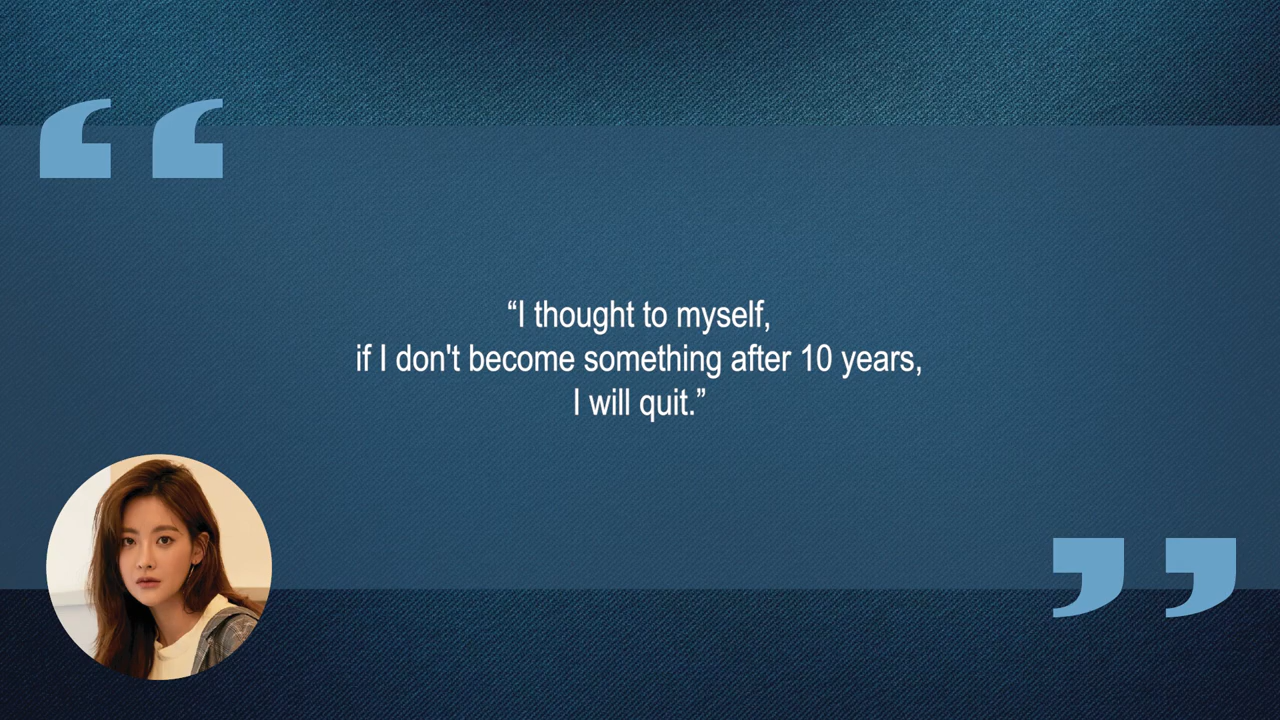 “I thought to myself,
if I don't become something after 10 years,
I will quit.”